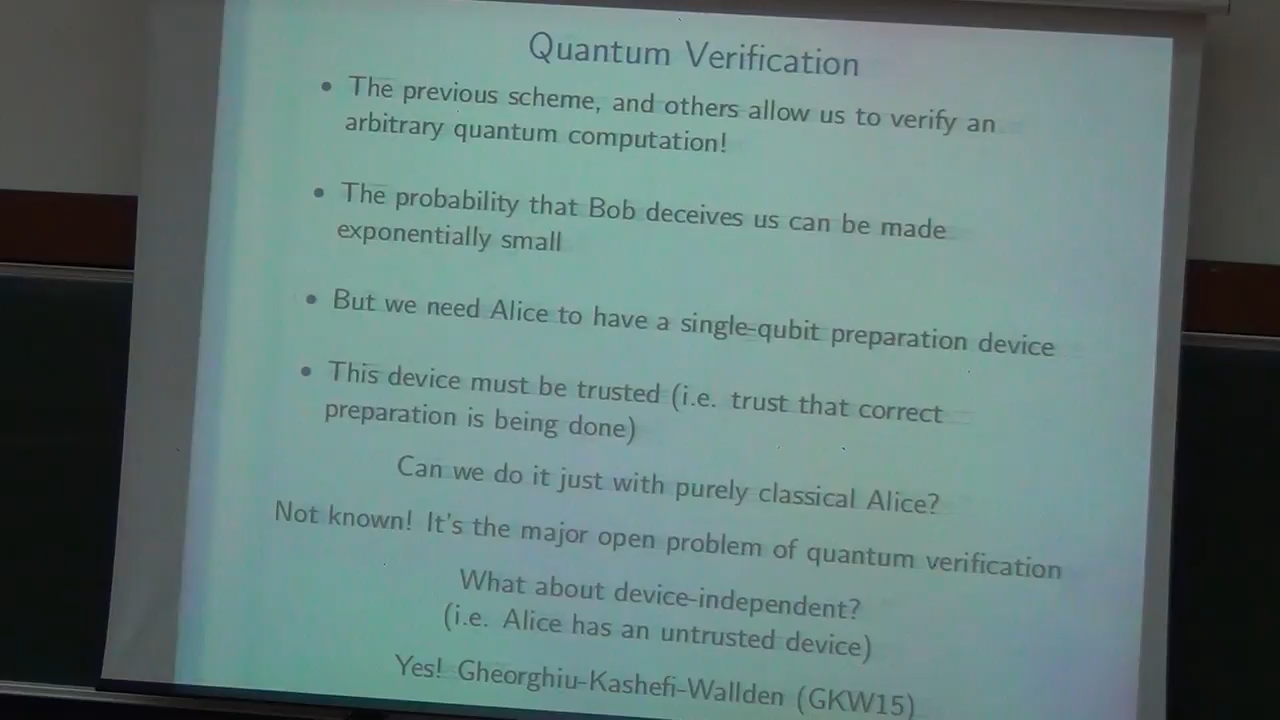 Quantum Verification
• The previous scheme, and others allow us to verify an
arbitrary quantum computation!
• The probability that Bob deceives us can be made
exponentially small
• But we need Alice to have a single-qubit preparation device
• This device must be trusted (i.e. trust that correct
preparation is being done)
Can we do it just with purely classical Alice?
Not known! It's the major open problem of quantum verification
What about device-independent?
(i.e. Alice has an untrusted device)
Yes! Gheorghiu-Kashefi-Wallden (GKW15)